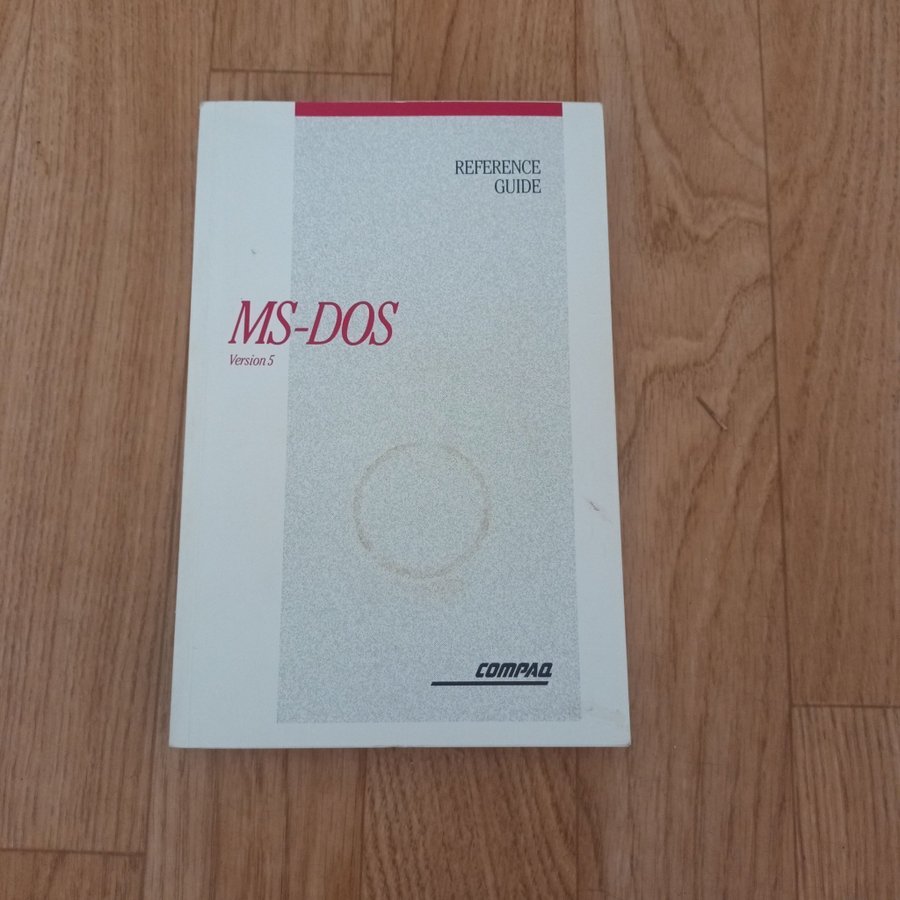 REFERENCE
GUIDE
MS-DOS
Version 5
COMPAQ